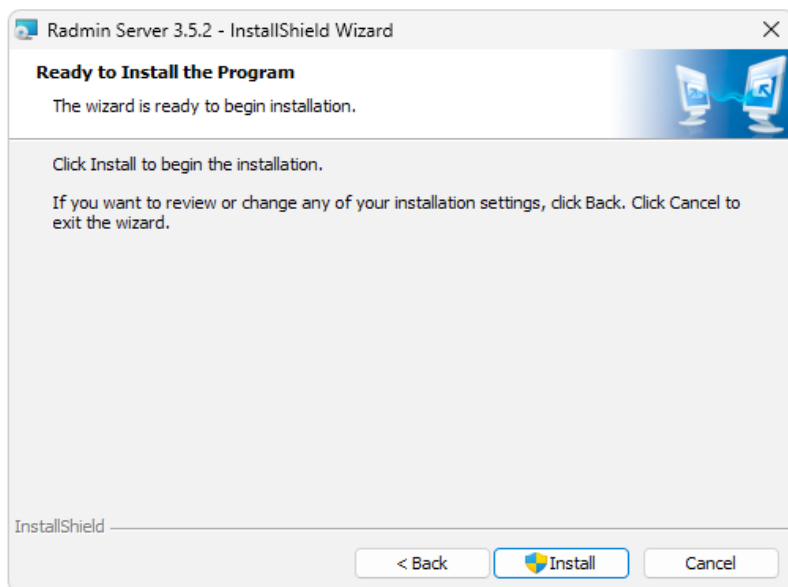 Radmin Server 3.5.2 - InstallShield Wizard
Ready to Install the Program
The wizard is ready to begin installation.
Click Install to begin the installation.
If you want to review or change any of your installation settings, click Back. Click Cancel to
exit the wizard.
InstallShield
< Back
Install
Cancel